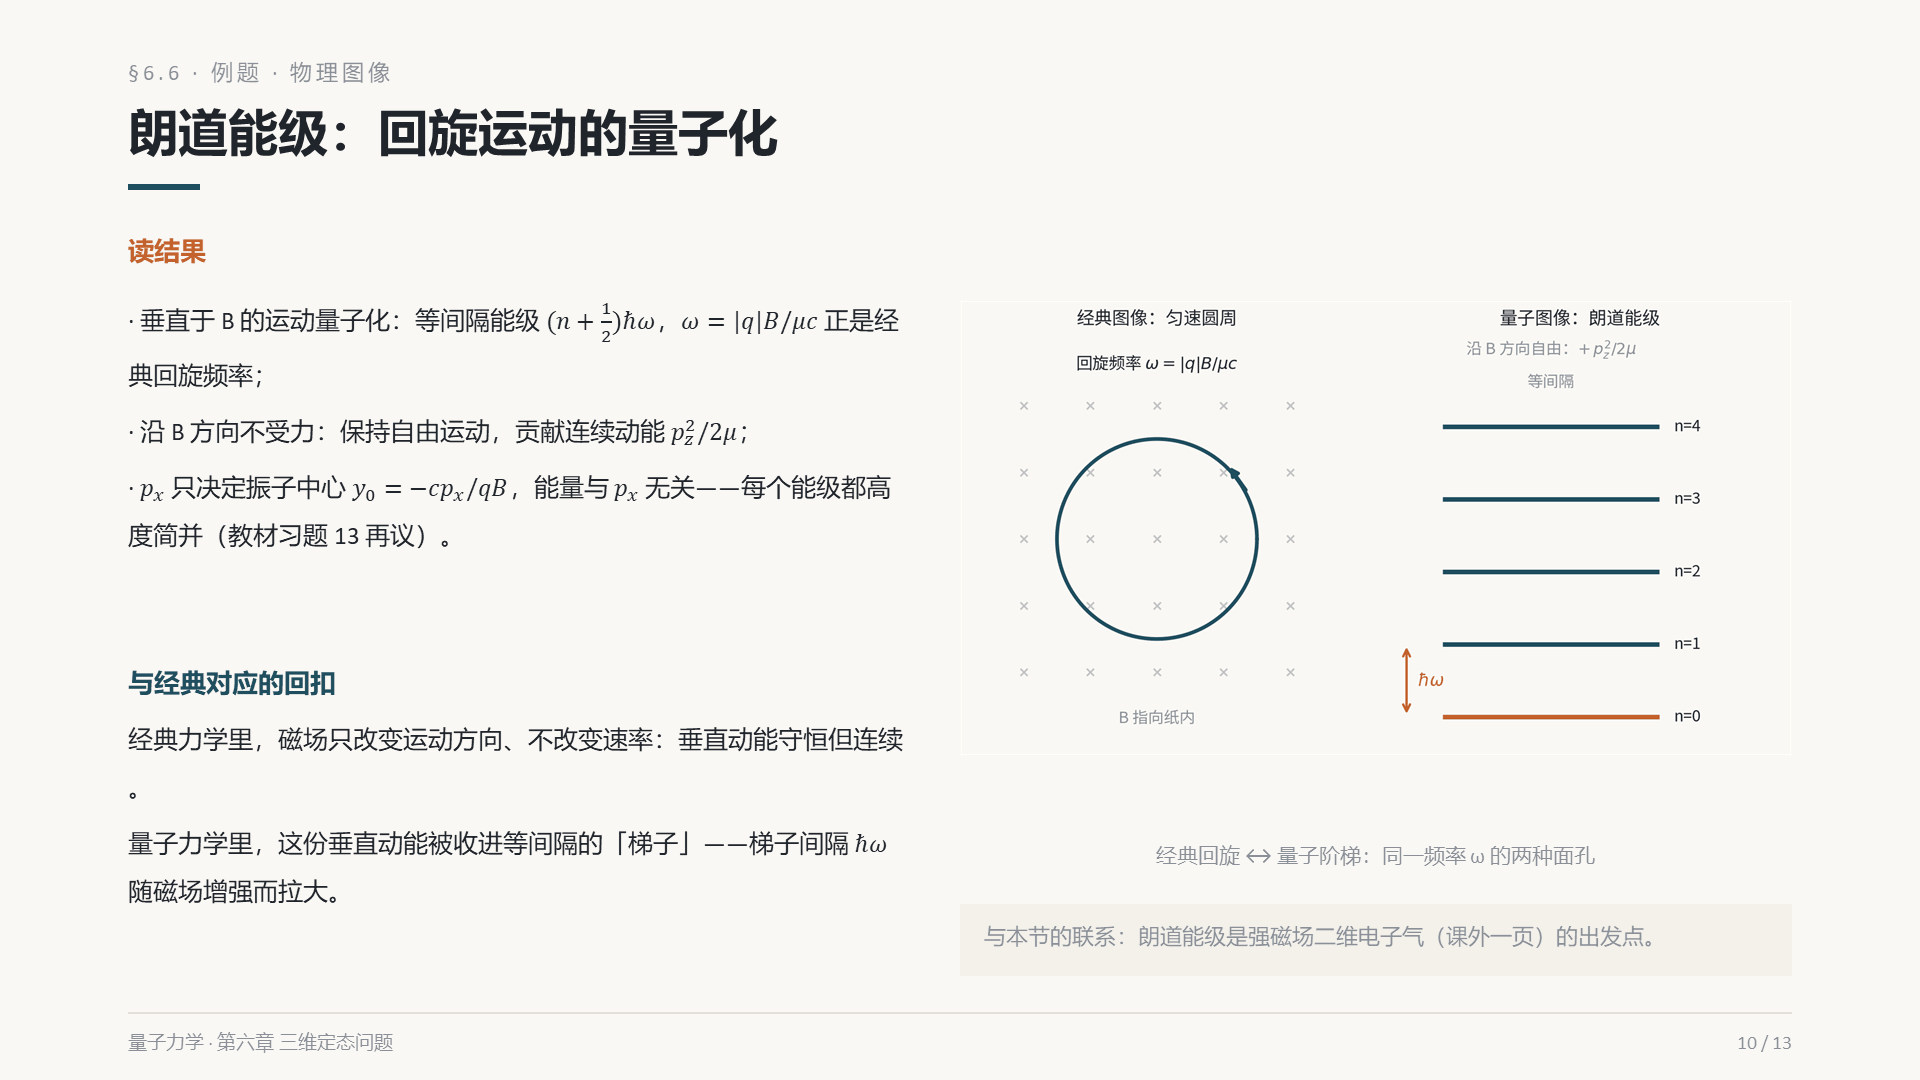 §6.6 · 例题 · 物理图像
朗道能级：回旋运动的量子化
读结果
· 垂直于 B 的运动量子化：等间隔能级 (n + 1/2)ħω，ω = |q|B/μc 正是经
典回旋频率；
· 沿 B 方向不受力：保持自由运动，贡献连续动能 p_z^2/2μ；
· p_x 只决定振子中心 y_0 = −cp_x/qB，能量与 p_x 无关——每个能级都高
度简并（教材习题 13 再议）。
与经典对应的回扣
经典力学里，磁场只改变运动方向、不改变速率：垂直动能守恒但连续
。
量子力学里，这份垂直动能被收进等间隔的「梯子」——梯子间隔 ħω
随磁场增强而拉大。
经典图像：匀速圆周
回旋频率 ω = |q|B/μc
× × × × ×
× × × × ×
× × × × ×
× × × × ×
× × × × ×
B 指向纸内
量子图像：朗道能级
沿 B 方向自由：+ p_z^2/2μ
等间隔
n=4
n=3
n=2
n=1
ħω
n=0
经典回旋 ↔ 量子阶梯：同一频率 ω 的两种面孔
与本节的联系：朗道能级是强磁场二维电子气（课外一页）的出发点。
量子力学 · 第六章 三维定态问题
10 / 13